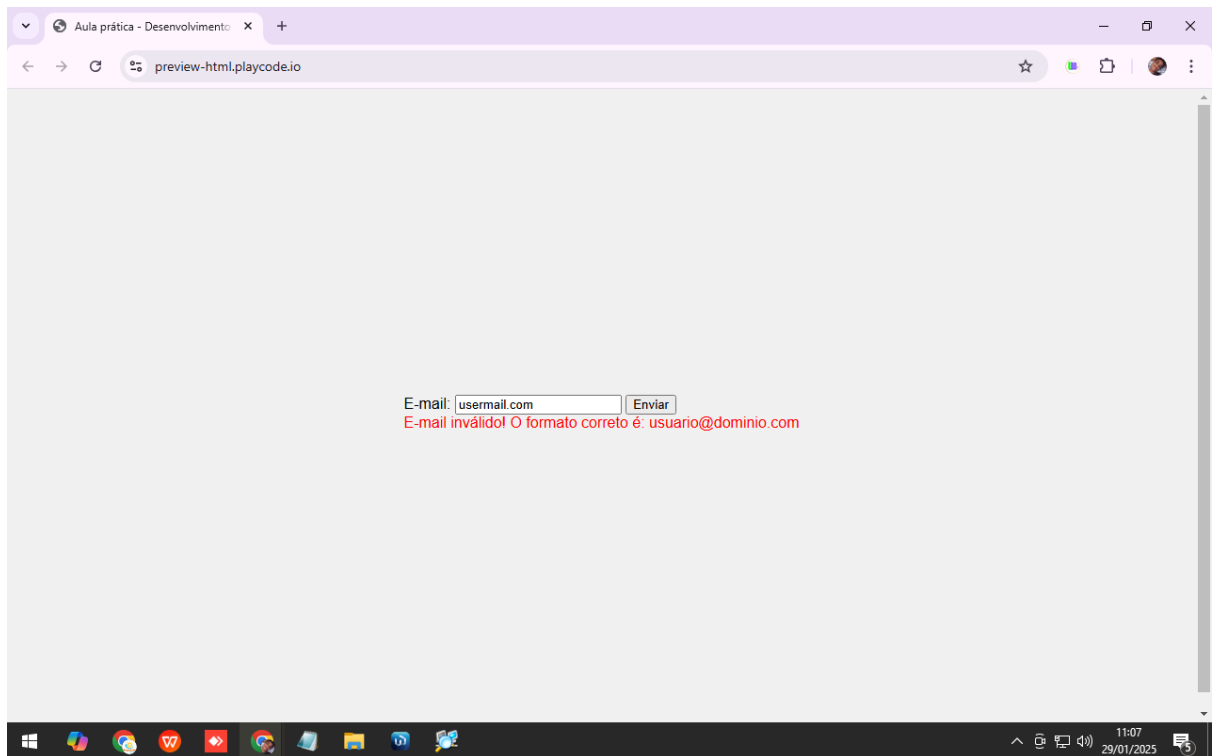 Aula prática - Desenvolvimento
preview-html.playcode.io
E-mail: usermail.com Enviar
E-mail inválido! O formato correto é: usuario@dominio.com
11:07
29/01/2025
5